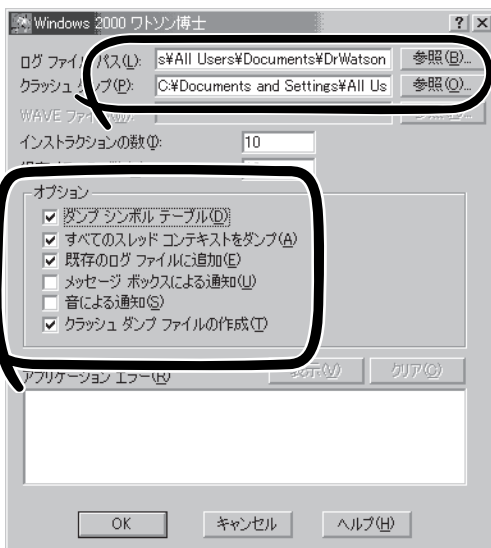 Windows 2000 ワトソン博士
ログ ファイル パス(L): s¥All Users¥Documents¥DrWatson 参照(B)...
クラッシュ ダンプ(P): C:¥Documents and Settings¥All Us 参照(O)...
WAVE ファイル(W):
インストラクションの数(I): 10
オプション
ダンプ シンボル テーブル(D)
すべてのスレッド コンテキストをダンプ(A)
既存のログ ファイルに追加(E)
メッセージ ボックスによる通知(U)
音による通知(S)
クラッシュ ダンプ ファイルの作成(T)
アプリケーション エラー(R) 表示(V) クリア(C)
OK キャンセル ヘルプ(H)